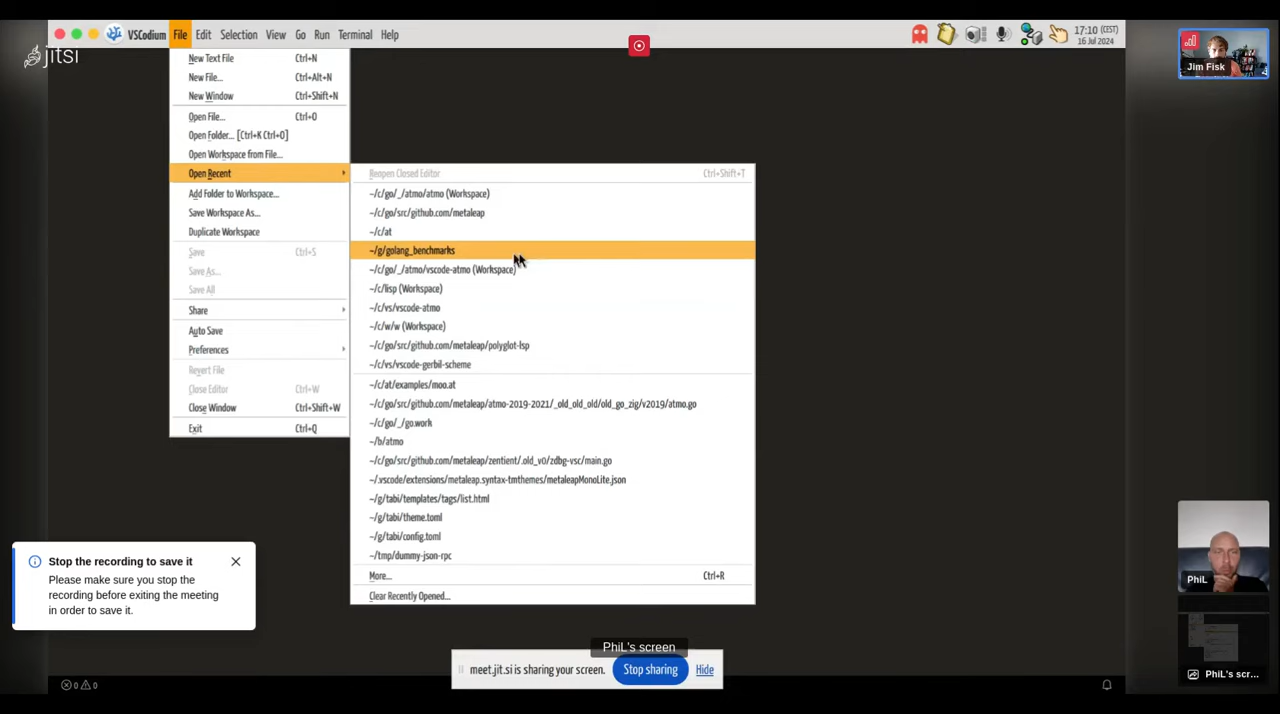 VSCodium File Edit Selection View Go Run Terminal Help
17:10 (CEST)
16 Jul 2024
jitsi
Jim Fisk
New Text File Ctrl+N
New File... Ctrl+Alt+N
New Window Ctrl+Shift+N
Open File... Ctrl+O
Open Folder... [Ctrl+K Ctrl+O]
Open Workspace from File...
Open Recent
Add Folder to Workspace...
Save Workspace As...
Duplicate Workspace
Save Ctrl+S
Save As...
Save All
Share
Auto Save
Preferences
Revert File
Close Editor Ctrl+W
Close Window Ctrl+Shift+W
Exit Ctrl+Q
Reopen Closed Editor Ctrl+Shift+T
~/c/go/_/atmo/atmo (Workspace)
~/c/go/src/github.com/metaleap
~/c/at
~/g/golang_benchmarks
~/c/go/_/atmo/vscode-atmo (Workspace)
~/c/lisp (Workspace)
~/c/vs/vscode-atmo
~/c/w/w (Workspace)
~/c/go/src/github.com/metaleap/polyglot-lsp
~/c/vs/vscode-gerbil-scheme
~/c/at/examples/moo.at
~/c/go/src/github.com/metaleap/atmo-2019-2021/_old_old_old/old_go_zig/v2019/atmo.go
~/c/go/_/go.work
~/b/atmo
~/c/go/src/github.com/metaleap/zentient/.old_v0/zdbg-vsc/main.go
~/.vscode/extensions/metaleap.syntax-tmthemes/metaleapMonoLite.json
~/g/tabi/templates/tags/list.html
~/g/tabi/theme.toml
~/g/tabi/config.toml
~/tmp/dummy-json-rpc
More... Ctrl+R
Clear Recently Opened...
Stop the recording to save it
Please make sure you stop the
recording before exiting the meeting
in order to save it.
PhiL
PhiL's screen
meet.jit.si is sharing your screen. Stop sharing Hide
PhiL's scr...
0 0